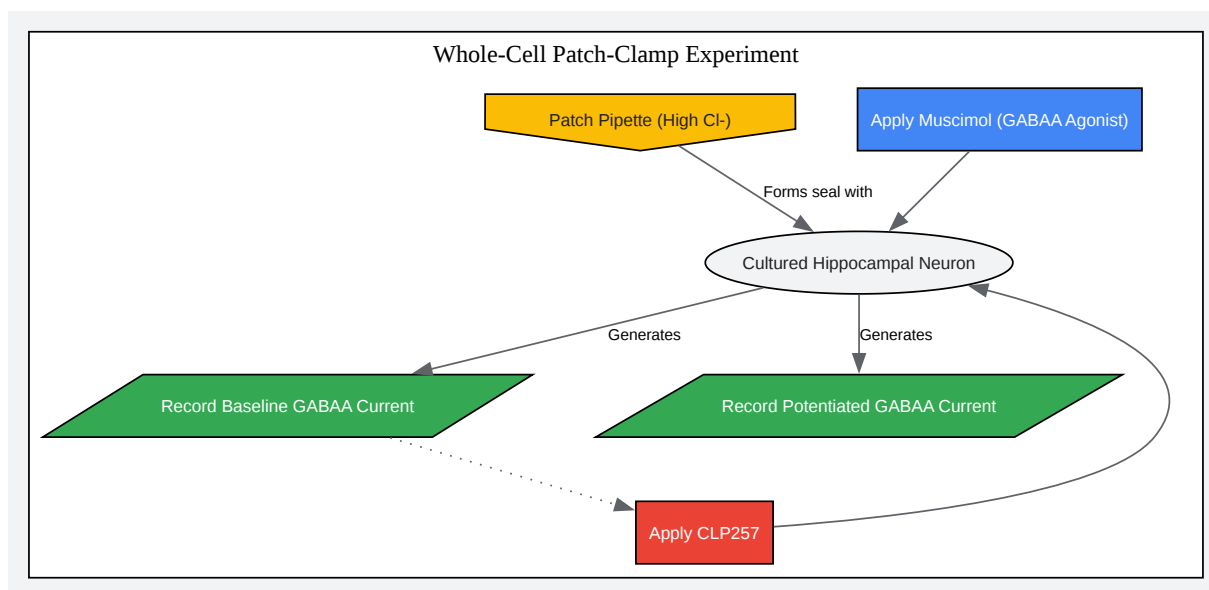 Whole-Cell Patch-Clamp Experiment
Patch Pipette (High Cl-)
Apply Muscimol (GABAA Agonist)
Forms seal with
Cultured Hippocampal Neuron
Generates
Generates
Record Baseline GABAA Current
Record Potentiated GABAA Current
Apply CLP257